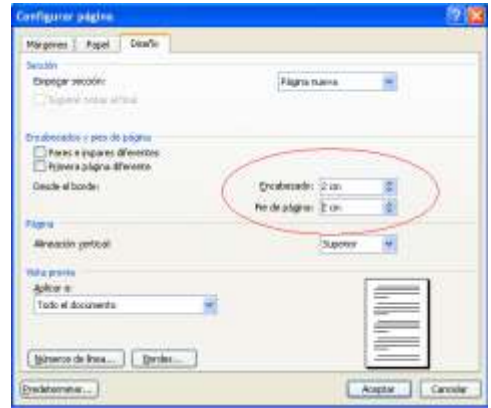 Configurar página
Márgenes Papel Diseño
Sección
Empezar sección: Página nueva
Suprimir notas al final
Encabezados y pies de página
Pares e impares diferentes
Primera página diferente
Desde el borde: Encabezado: 2 cm
Pie de página: 2 cm
Página
Alineación vertical: Superior
Vista previa
Aplicar a:
Todo el documento
Números de línea... Bordes...
Predeterminar... Aceptar Cancelar